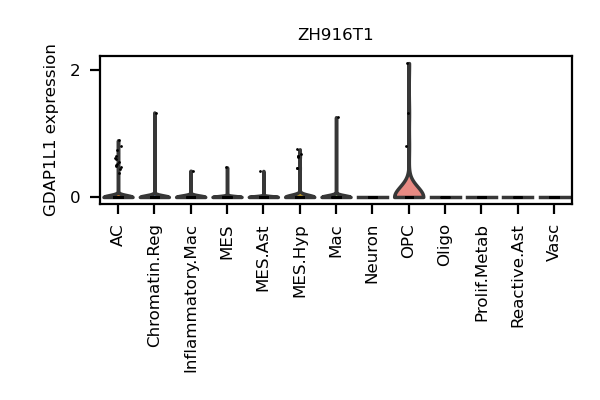 ZH916T1
GDAP1L1 expression
2
0
AC
Chromatin.Reg
Inflammatory.Mac
MES
MES.Ast
MES.Hyp
Mac
Neuron
OPC
Oligo
Prolif.Metab
Reactive.Ast
Vasc